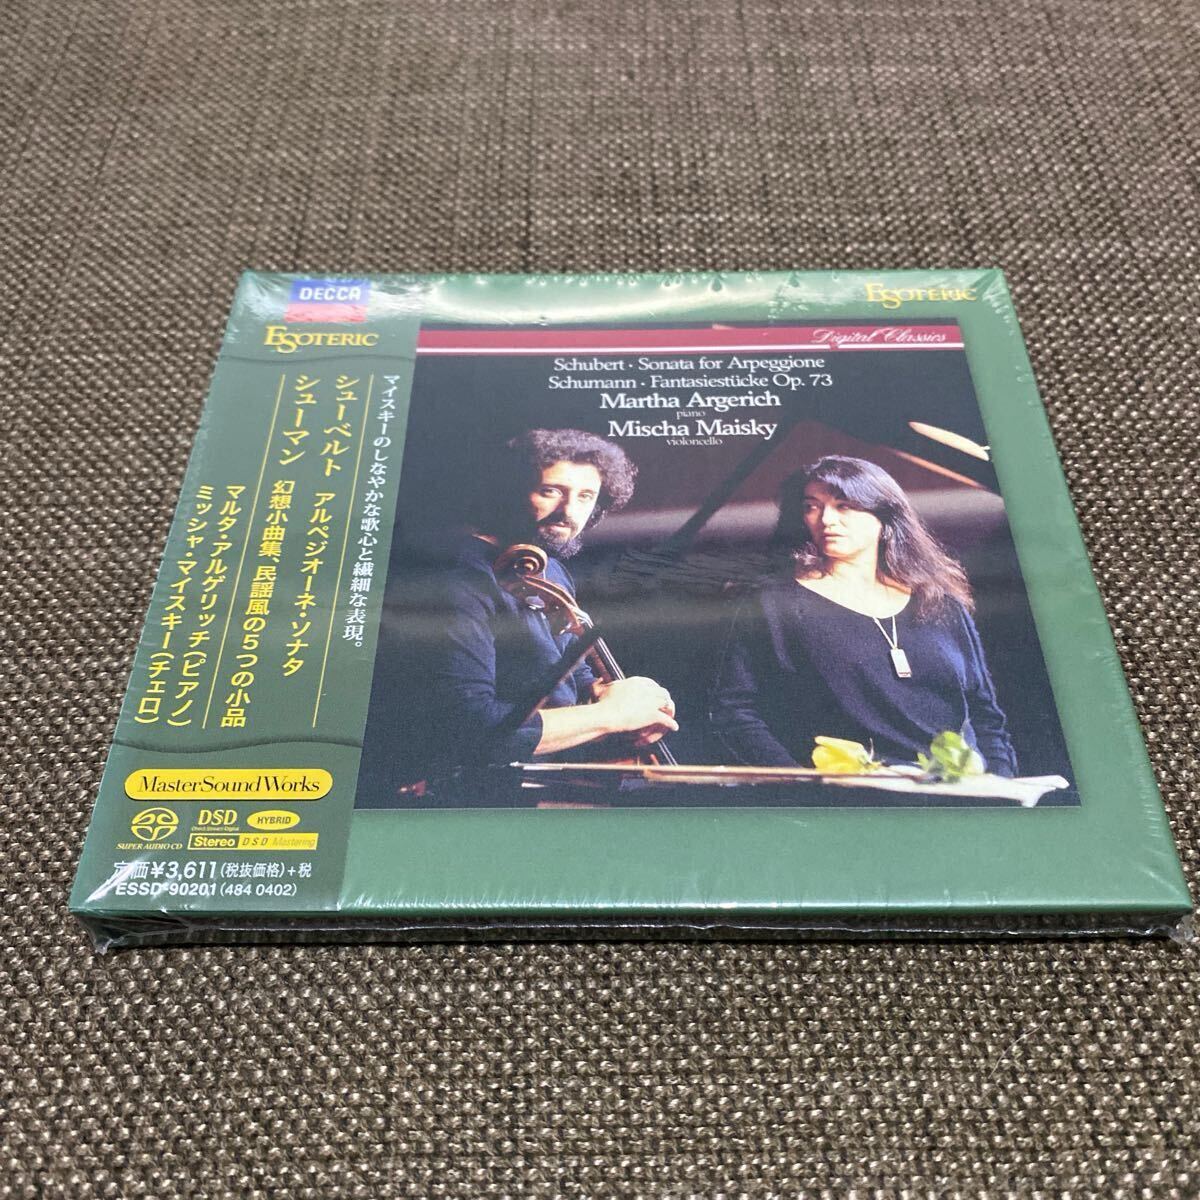 DECCA
ESOTERIC
マイスキーのしなやかな歌心と繊細な表現。
シューベルト アルペジオーネ・ソナタ
シューマン 幻想小曲集、民謡風の5つの小品
マルタ・アルゲリッチ(ピアノ)
ミッシャ・マイスキー(チェロ)
MasterSoundWorks
SUPER AUDIO CD
DSD
Direct Stream Digital
HYBRID
Stereo DSD Mastering
定価¥3,611(税抜価格)+税
ESSD-90201 (484 0402)
ESOTERIC
Digital Classics
Schubert · Sonata for Arpeggione
Schumann · Fantasiestücke Op. 73
Martha Argerich
piano
Mischa Maisky
violoncello